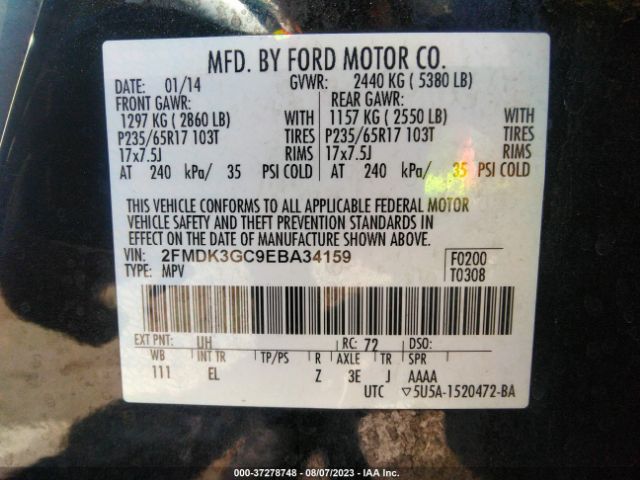 MFD. BY FORD MOTOR CO.
DATE: 01/14 GVWR: 2440 KG ( 5380 LB)
FRONT GAWR: REAR GAWR:
1297 KG ( 2860 LB) WITH 1157 KG ( 2550 LB) WITH
P235/65R17 103T TIRES P235/65R17 103T TIRES
17x7.5J RIMS 17x7.5J RIMS
AT 240 kPa/ 35 PSI COLD AT 240 kPa/ 35 PSI COLD
THIS VEHICLE CONFORMS TO ALL APPLICABLE FEDERAL MOTOR
VEHICLE SAFETY AND THEFT PREVENTION STANDARDS IN
EFFECT ON THE DATE OF MANUFACTURE SHOWN ABOVE.
VIN: 2FMDK3GC9EBA34159 F0200
TYPE: MPV T0308
EXT PNT: UH RC: 72 DSO:
WB INT TR TP/PS R AXLE TR SPR
111 EL Z 3E J AAAA
UTC ▽5U5A-1520472-BA
000-37278748 — 08/07/2023 — IAA Inc.